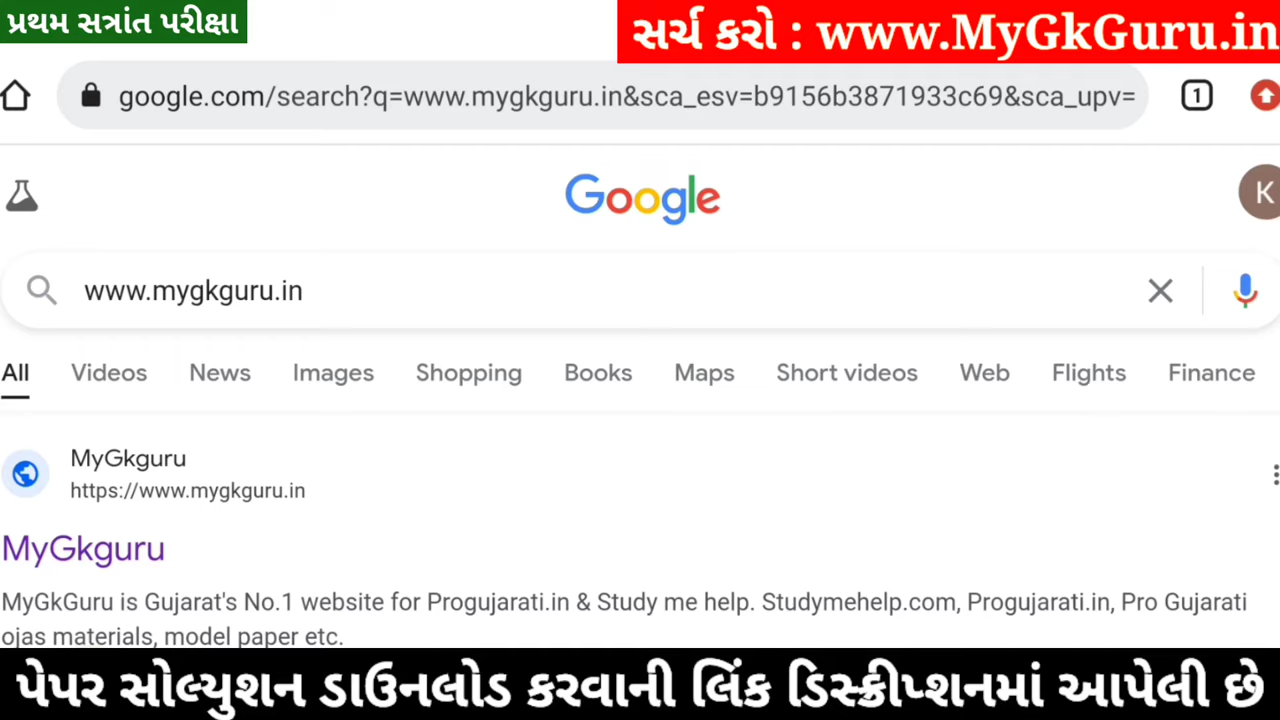 પ્રથમ સત્રાંત પરીક્ષા
સર્ચ કરો : www.MyGkGuru.in
google.com/search?q=www.mygkguru.in&sca_esv=b9156b3871933c69&sca_upv=
1
Google
K
www.mygkguru.in
All Videos News Images Shopping Books Maps Short videos Web Flights Finance
MyGkguru
https://www.mygkguru.in
MyGkguru
MyGkGuru is Gujarat's No.1 website for Progujarati.in & Study me help. Studymehelp.com, Progujarati.in, Pro Gujarati
ojas materials, model paper etc.
પેપર સોલ્યુશન ડાઉનલોડ કરવાની લિંક ડિસ્ક્રીપ્શનમાં આપેલી છે